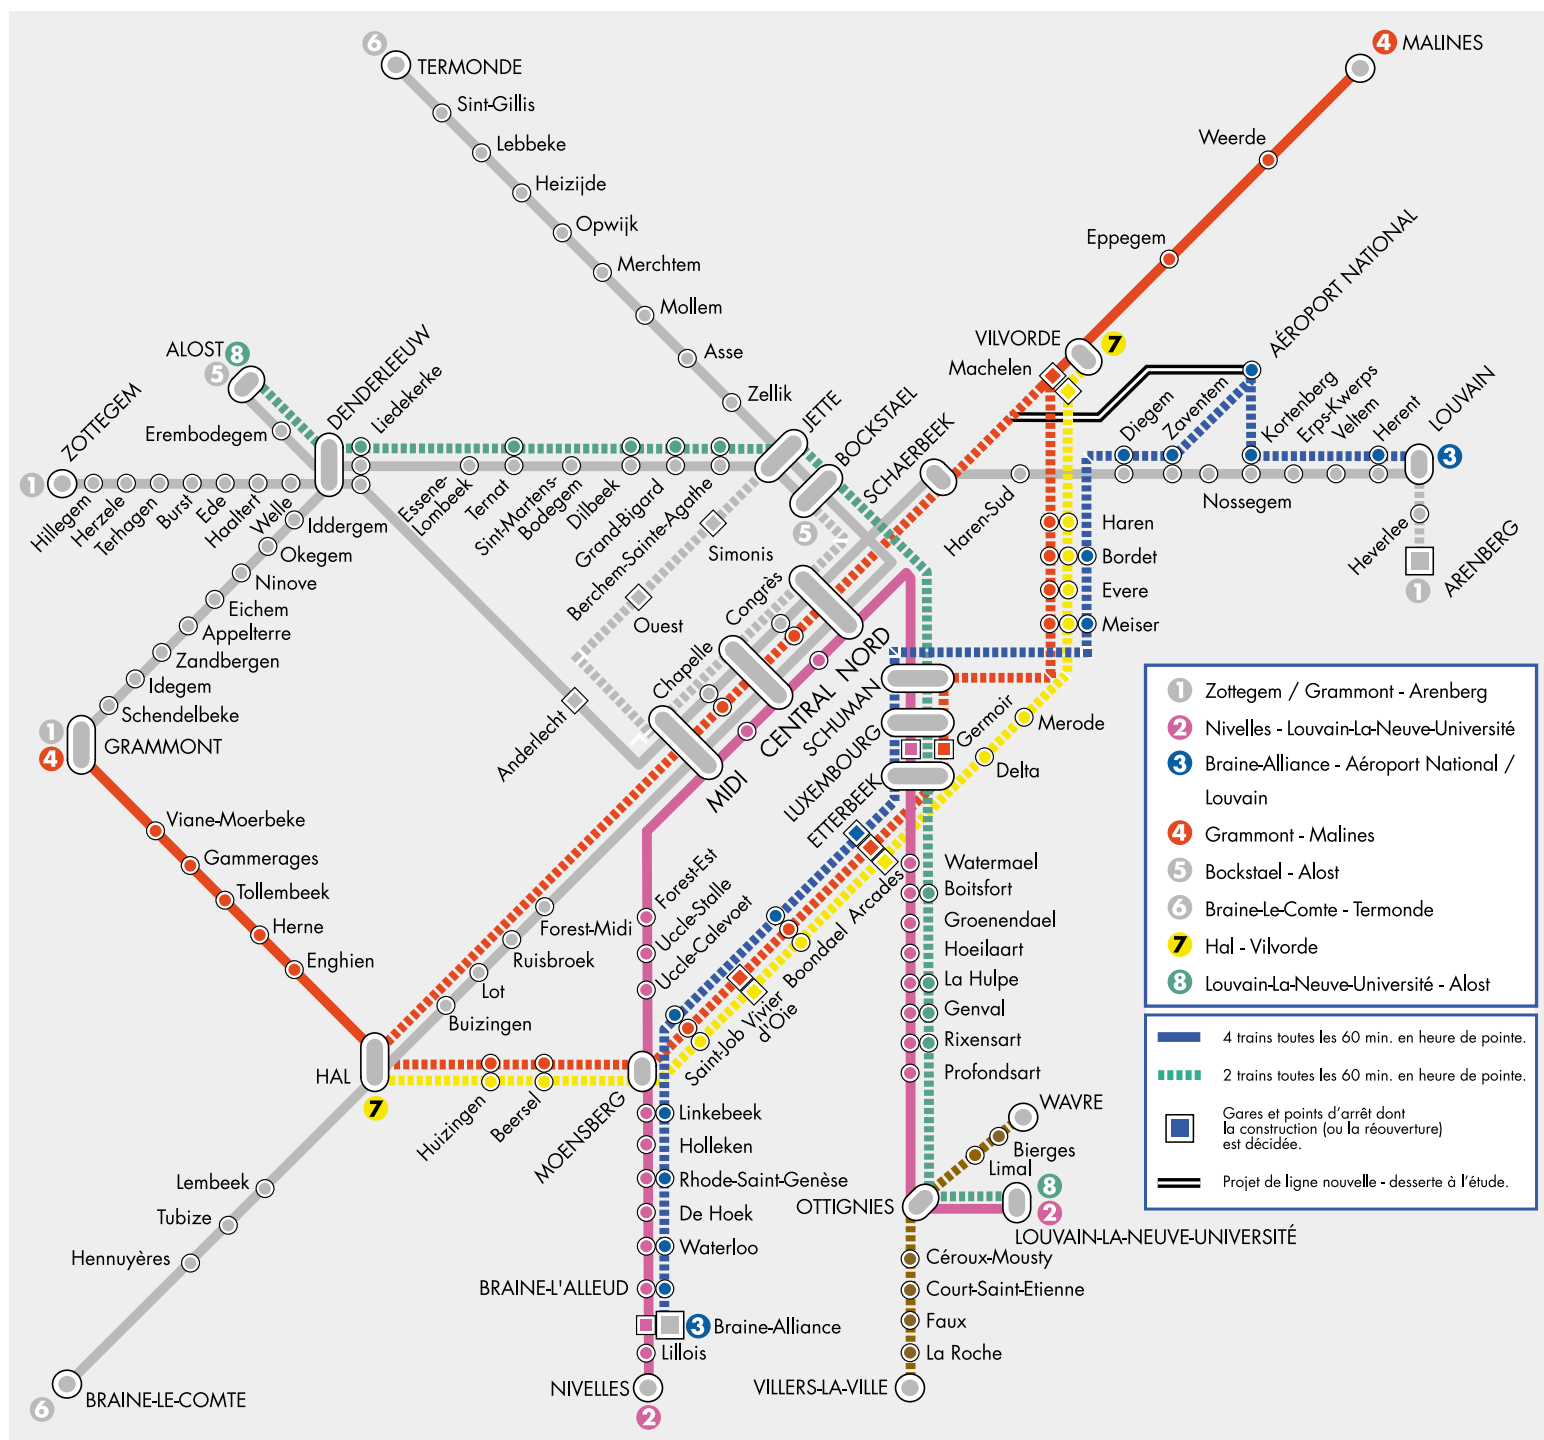 6
TERMONDE
Sint-Gillis
Lebbeke
Heizijde
Opwijk
Merchtem
Mollem
Asse
Zellik
4 MALINES
Weerde
Eppegem
AÉROPORT NATIONAL
VILVORDE
7
Machelen
ALOST 8
5
Erembodegem
DENDERLEEUW
Liedekerke
ZOTTEGEM
1
Hillegem
Herzele
Terhagen
Burst
Ede
Haaltert
Welle
Iddergem
Okegem
Ninove
Eichem
Appelterre
Zandbergen
Idegem
Schendelbeke
1
GRAMMONT
4
Essene-
Lombeek
Ternat
Sint-Martens-
Bodegem
Dilbeek
Grand-Bigard
Berchem-Sainte-Agathe
JETTE
BOCKSTAEL
5
SCHAERBEEK
Simonis
Ouest
Anderlecht
Haren-Sud
Diegem
Zaventem
Kortenberg
Erps-Kwerps
Veltem
Herent
LOUVAIN
3
Nossegem
Heverlee
ARENBERG
1
Haren
Bordet
Evere
Meiser
Congrès
Chapelle
MIDI
CENTRAL
NORD
SCHUMAN
LUXEMBOURG
ETTERBEEK
Germoir
Merode
Delta
Arcades
Boondael
Vivier
d'Oie
Saint-Job
Viane-Moerbeke
Gammerages
Tollembeek
Herne
Enghien
Forest-Midi
Ruisbroek
Lot
Buizingen
HAL
7
Huizingen
Beersel
MOENSBERG
Forest-Est
Uccle-Stalle
Uccle-Calevoet
Linkebeek
Holleken
Rhode-Saint-Genèse
De Hoek
Waterloo
BRAINE-L'ALLEUD
3 Braine-Alliance
Lillois
NIVELLES
2
Lembeek
Tubize
Hennuyères
6
BRAINE-LE-COMTE
Watermael
Boitsfort
Groenendael
Hoeilaart
La Hulpe
Genval
Rixensart
Profondsart
WAVRE
Bierges
Limal
OTTIGNIES
8
2
LOUVAIN-LA-NEUVE-UNIVERSITÉ
Céroux-Mousty
Court-Saint-Etienne
Faux
La Roche
VILLERS-LA-VILLE
1 Zottegem / Grammont - Arenberg
2 Nivelles - Louvain-La-Neuve-Université
3 Braine-Alliance - Aéroport National /
Louvain
4 Grammont - Malines
5 Bockstael - Alost
6 Braine-Le-Comte - Termonde
7 Hal - Vilvorde
8 Louvain-La-Neuve-Université - Alost
4 trains toutes les 60 min. en heure de pointe.
2 trains toutes les 60 min. en heure de pointe.
Gares et points d'arrêt dont
la construction (ou la réouverture)
est décidée.
Projet de ligne nouvelle - desserte à l'étude.